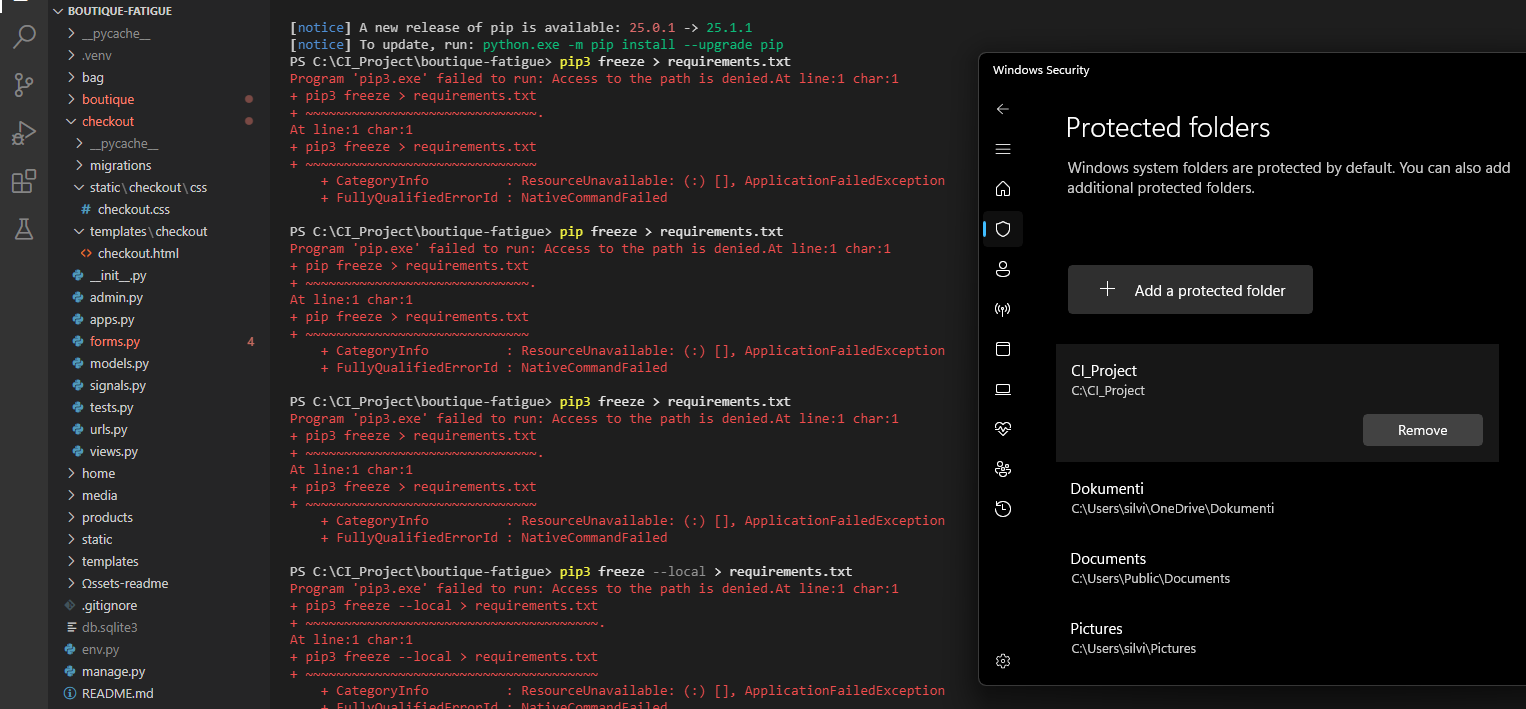 BOUTIQUE-FATIGUE
__pycache__
.venv
bag
boutique
checkout
__pycache__
migrations
static\checkout\css
# checkout.css
templates\checkout
<> checkout.html
__init__.py
admin.py
apps.py
forms.py 4
models.py
signals.py
tests.py
urls.py
views.py
home
media
products
static
templates
Ωssets-readme
.gitignore
db.sqlite3
env.py
manage.py
README.md
[notice] A new release of pip is available: 25.0.1 -> 25.1.1
[notice] To update, run: python.exe -m pip install --upgrade pip
PS C:\CI_Project\boutique-fatigue> pip3 freeze > requirements.txt
Program 'pip3.exe' failed to run: Access to the path is denied.At line:1 char:1
+ pip3 freeze > requirements.txt
+ ~~~~~~~~~~~~~~~~~~~~~~~~~~~~~~.
At line:1 char:1
+ pip3 freeze > requirements.txt
+ ~~~~~~~~~~~~~~~~~~~~~~~~~~~~~~
+ CategoryInfo : ResourceUnavailable: (:) [], ApplicationFailedException
+ FullyQualifiedErrorId : NativeCommandFailed
PS C:\CI_Project\boutique-fatigue> pip freeze > requirements.txt
Program 'pip.exe' failed to run: Access to the path is denied.At line:1 char:1
+ pip freeze > requirements.txt
+ ~~~~~~~~~~~~~~~~~~~~~~~~~~~~~.
At line:1 char:1
+ pip freeze > requirements.txt
+ ~~~~~~~~~~~~~~~~~~~~~~~~~~~~~
+ CategoryInfo : ResourceUnavailable: (:) [], ApplicationFailedException
+ FullyQualifiedErrorId : NativeCommandFailed
PS C:\CI_Project\boutique-fatigue> pip3 freeze > requirements.txt
Program 'pip3.exe' failed to run: Access to the path is denied.At line:1 char:1
+ pip3 freeze > requirements.txt
+ ~~~~~~~~~~~~~~~~~~~~~~~~~~~~~~.
At line:1 char:1
+ pip3 freeze > requirements.txt
+ ~~~~~~~~~~~~~~~~~~~~~~~~~~~~~~
+ CategoryInfo : ResourceUnavailable: (:) [], ApplicationFailedException
+ FullyQualifiedErrorId : NativeCommandFailed
PS C:\CI_Project\boutique-fatigue> pip3 freeze --local > requirements.txt
Program 'pip3.exe' failed to run: Access to the path is denied.At line:1 char:1
+ pip3 freeze --local > requirements.txt
+ ~~~~~~~~~~~~~~~~~~~~~~~~~~~~~~~~~~~~~~.
At line:1 char:1
+ pip3 freeze --local > requirements.txt
+ ~~~~~~~~~~~~~~~~~~~~~~~~~~~~~~~~~~~~~~
+ CategoryInfo : ResourceUnavailable: (:) [], ApplicationFailedException
+ FullyQualifiedErrorId : NativeCommandFailed
Windows Security
Protected folders
Windows system folders are protected by default. You can also add
additional protected folders.
+ Add a protected folder
CI_Project
C:\CI_Project
Remove
Dokumenti
C:\Users\silvi\OneDrive\Dokumenti
Documents
C:\Users\Public\Documents
Pictures
C:\Users\silvi\Pictures